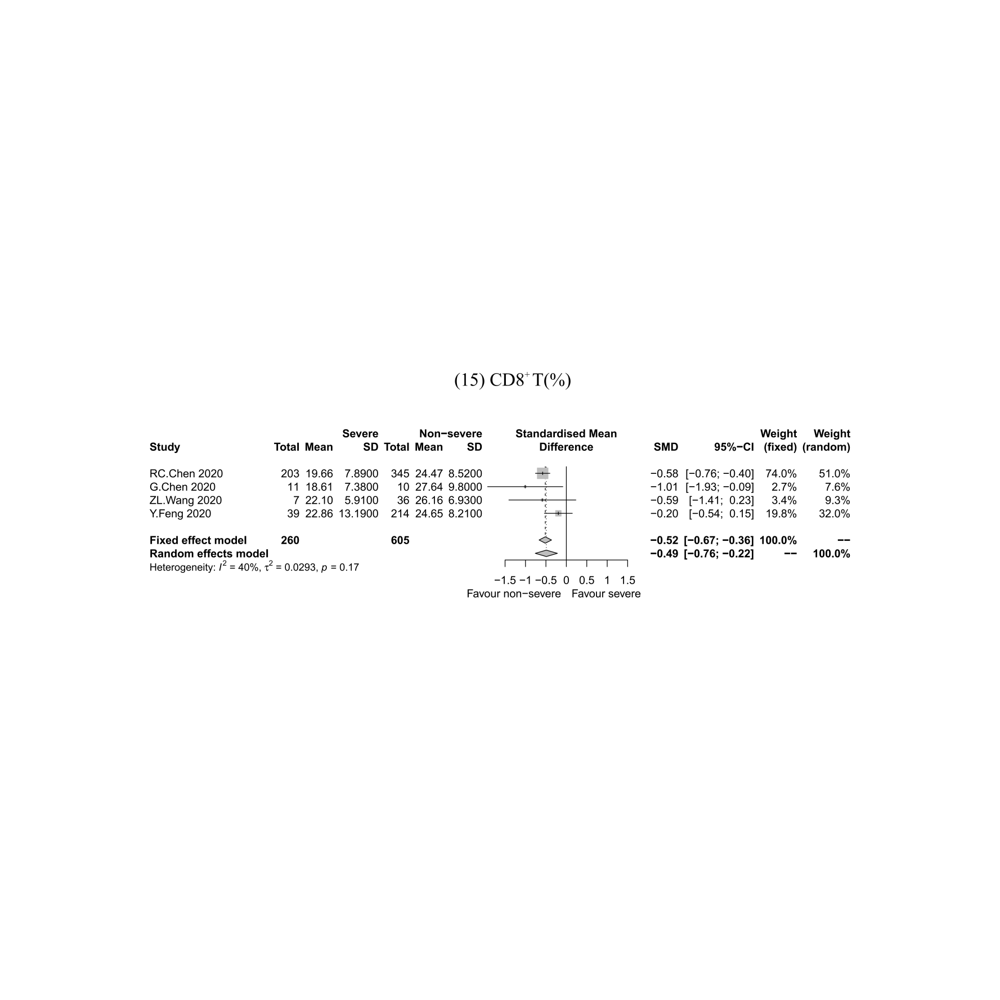 (15) CD8+ T(%)
Severe Non−severe Standardised Mean Weight Weight
Study Total Mean SD Total Mean SD Difference SMD 95%−CI (fixed) (random)
RC.Chen 2020 203 19.66 7.8900 345 24.47 8.5200 −0.58 [−0.76; −0.40] 74.0% 51.0%
G.Chen 2020 11 18.61 7.3800 10 27.64 9.8000 −1.01 [−1.93; −0.09] 2.7% 7.6%
ZL.Wang 2020 7 22.10 5.9100 36 26.16 6.9300 −0.59 [−1.41; 0.23] 3.4% 9.3%
Y.Feng 2020 39 22.86 13.1900 214 24.65 8.2100 −0.20 [−0.54; 0.15] 19.8% 32.0%
Fixed effect model 260 605 −0.52 [−0.67; −0.36] 100.0% −−
Random effects model −0.49 [−0.76; −0.22] −− 100.0%
Heterogeneity: I2 = 40%, τ2 = 0.0293, p = 0.17
−1.5 −1 −0.5 0 0.5 1 1.5
Favour non−severe Favour severe